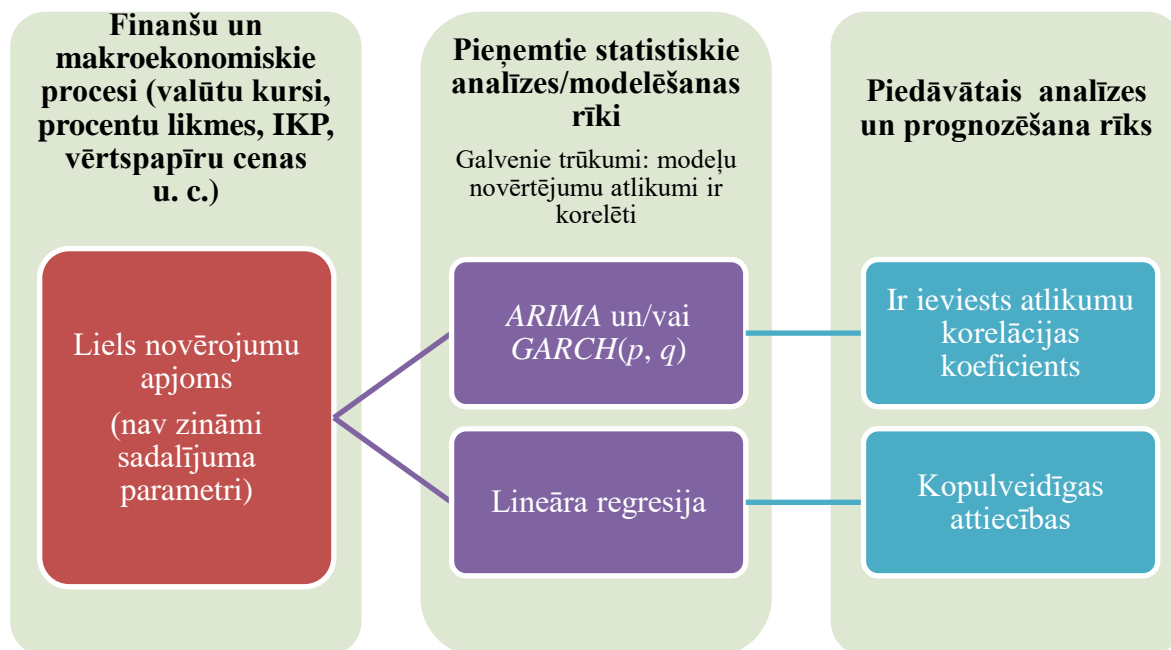 Finanšu un
makroekonomiskie
procesi (valūtu kursi,
procentu likmes, IKP,
vērtspapīru cenas
u. c.)
Liels novērojumu
apjoms
(nav zināmi
sadalījuma
parametri)
Pieņemtie statistiskie
analīzes/modelēšanas
rīki
Galvenie trūkumi: modeļu
novērtējumu atlikumi ir
korelēti
ARIMA un/vai
GARCH(p, q)
Lineāra regresija
Piedāvātais analīzes
un prognozēšana rīks
Ir ieviests atlikumu
korelācijas
koeficients
Kopulveidīgas
attiecības